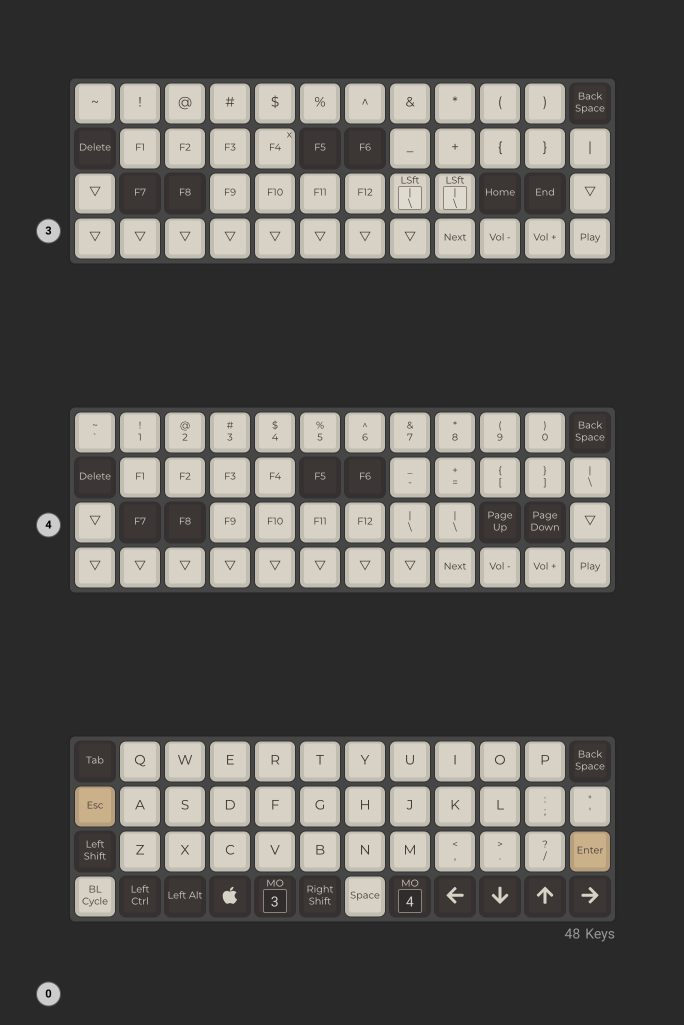 ~ ! @ # $ % ^ & * ( ) Back Space
Delete F1 F2 F3 F4 X F5 F6 _ + { } |
▽ F7 F8 F9 F10 F11 F12 LSft | \ LSft | \ Home End ▽
3
▽ ▽ ▽ ▽ ▽ ▽ ▽ ▽ Next Vol - Vol + Play
~ ! @ # $ % ^ & * ( ) Back
` 1 2 3 4 5 6 7 8 9 0 Space
Delete F1 F2 F3 F4 F5 F6 _ - + = { [ } ] | \
4
▽ F7 F8 F9 F10 F11 F12 | \ | \ Page Up Page Down ▽
▽ ▽ ▽ ▽ ▽ ▽ ▽ ▽ Next Vol - Vol + Play
Tab Q W E R T Y U I O P Back Space
Esc A S D F G H J K L : ; " '
Left Shift Z X C V B N M < , > . ? / Enter
BL Cycle Left Ctrl Left Alt MO 3 Right Shift Space MO 4 ← ↓ ↑ →
48 Keys
0